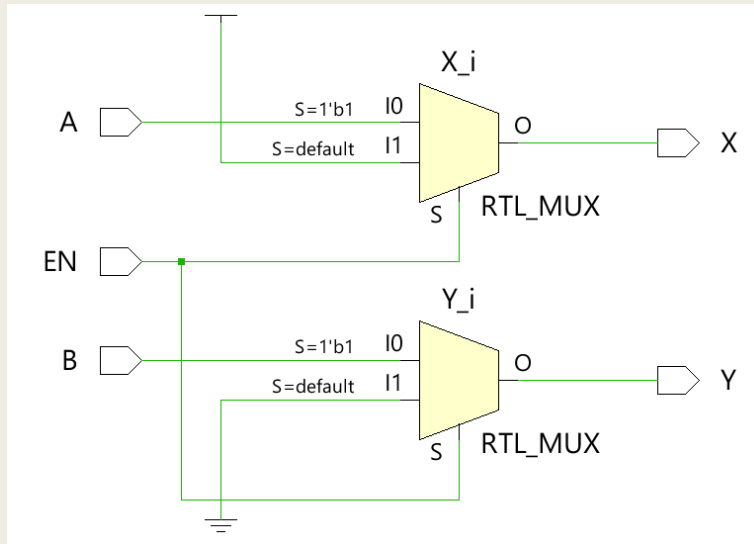 X_i
A
S=1'b1
I0
S=default
I1
O
X
S
RTL_MUX
EN
Y_i
B
S=1'b1
I0
S=default
I1
O
Y
S
RTL_MUX